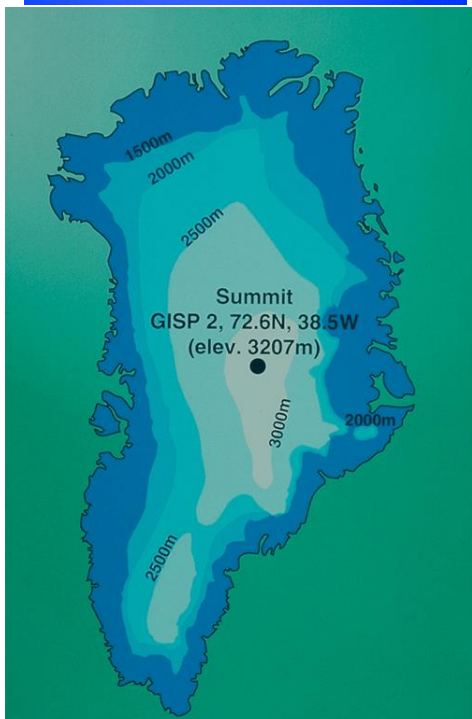 1500m
2000m
2500m
Summit
GISP 2, 72.6N, 38.5W
(elev. 3207m)
3000m
2000m
2500m